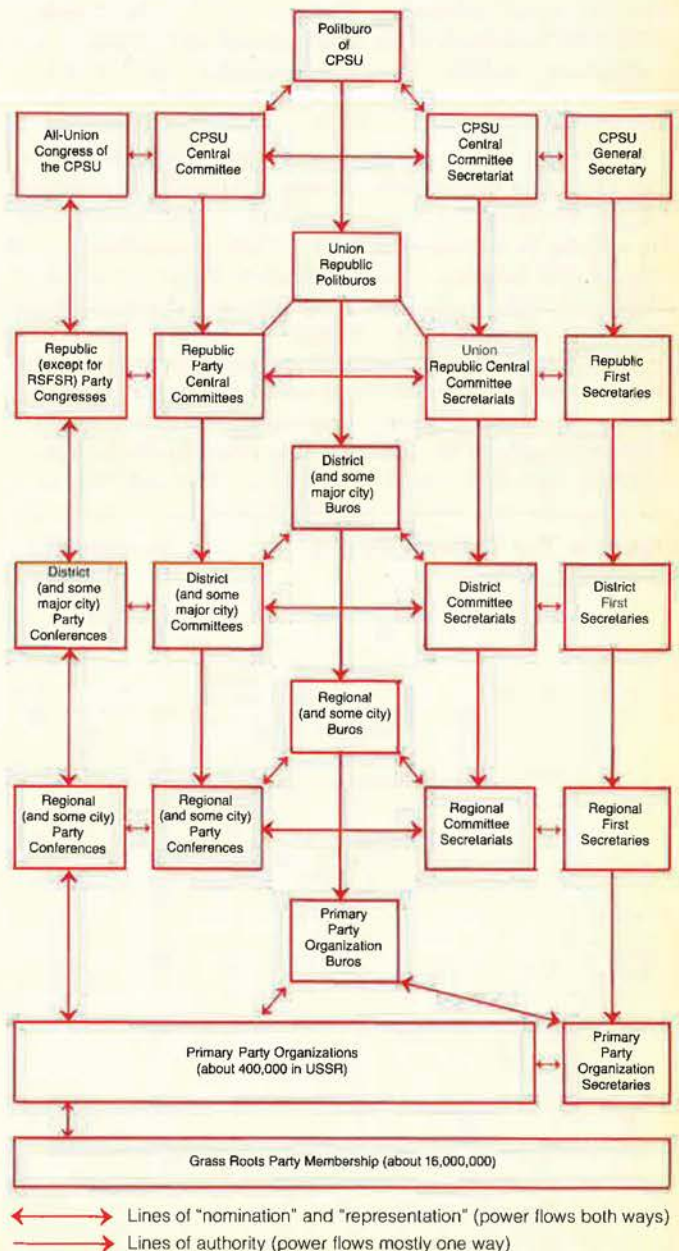 Politburo
of
CPSU
All-Union
Congress of
the CPSU
CPSU
Central
Committee
CPSU
Central
Committee
Secretariat
CPSU
General
Secretary
Union
Republic
Politburos
Republic
(except for
RSFSR) Party
Congresses
Republic
Party
Central
Committees
Union
Republic Central
Committee
Secretarials
Republic
First
Secretaries
District
(and some
major city)
Buros
District
(and some
major city)
Party
Conferences
District
(and some
major city)
Committees
District
Committee
Secretarials
District
First
Secretaries
Regional
(and some city)
Buros
Regional
(and some city)
Party
Conferences
Regional
(and some city)
Party
Conferences
Regional
Committee
Secretarials
Regional
First
Secretaries
Primary
Party
Organization
Buros
Primary Party Organizations
(about 400,000 in USSR)
Primary
Party
Organization
Secretaries
Grass Roots Party Membership (about 16,000,000)
Lines of "nomination" and "representation" (power flows both ways)
Lines of authority (power flows mostly one way)